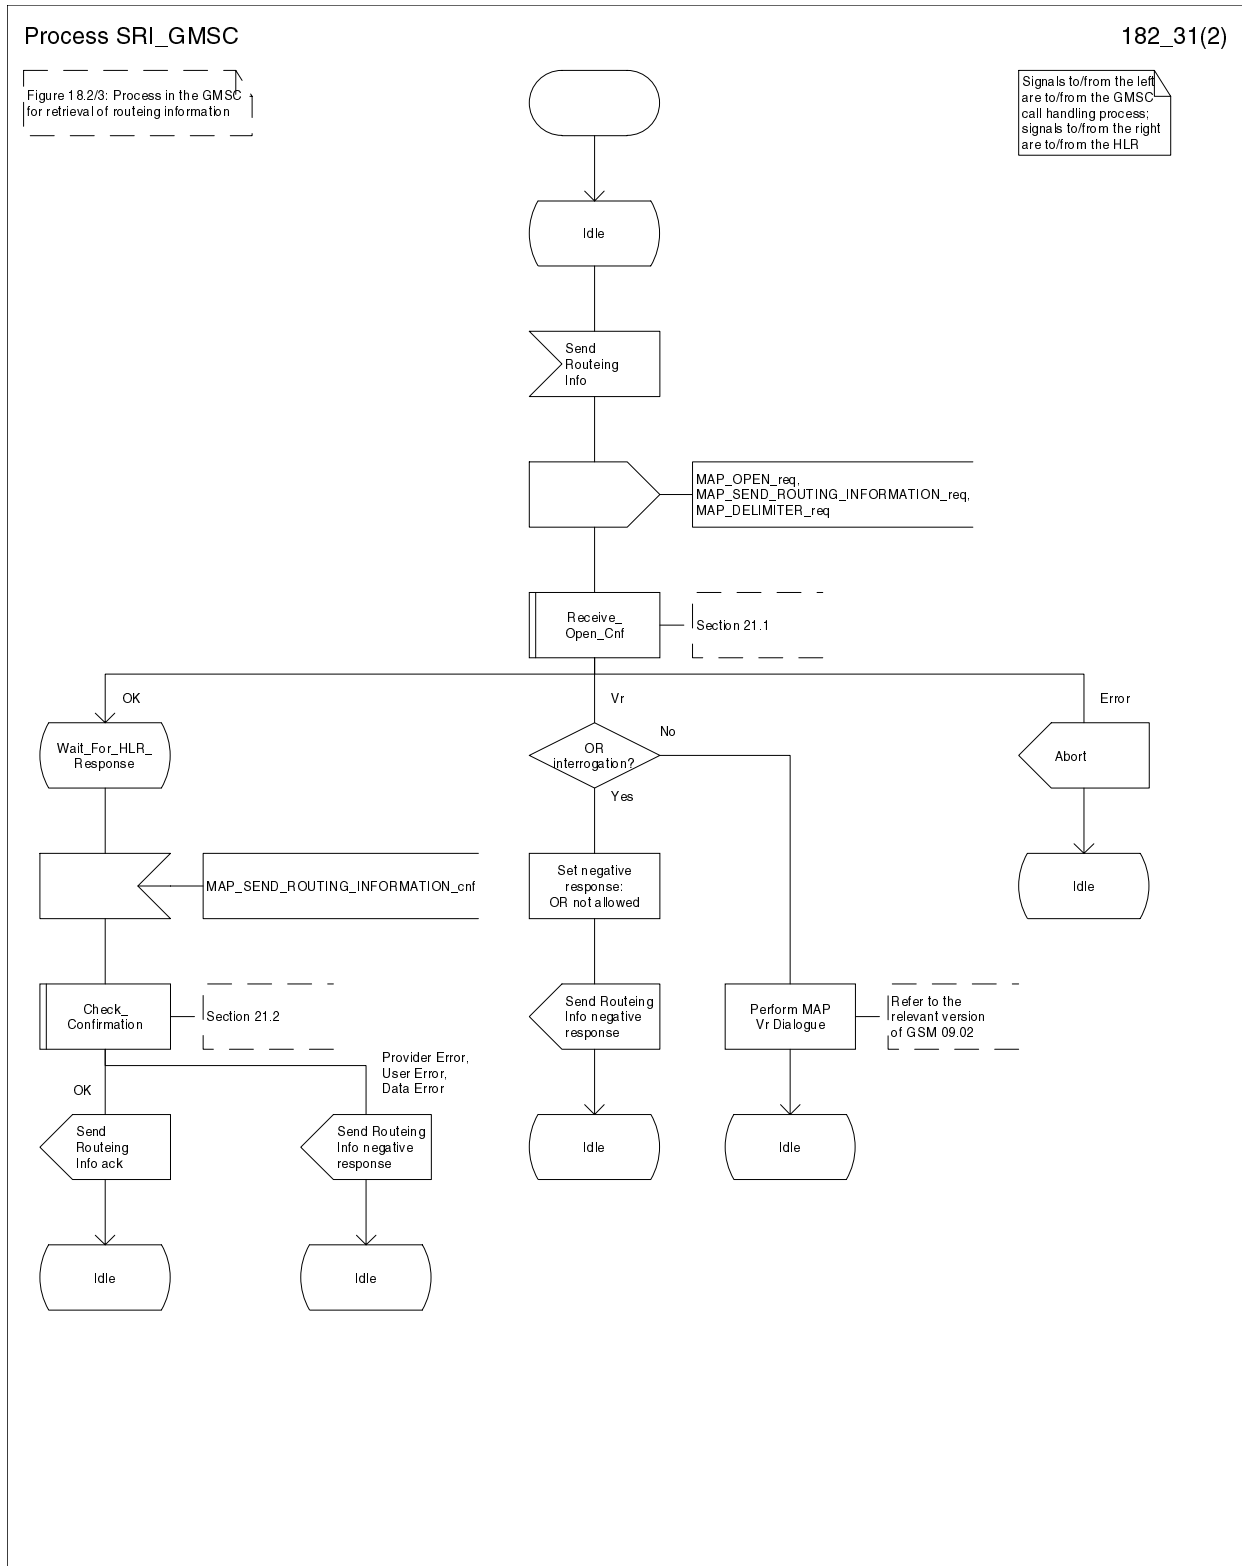 Process SRI_GMSC
182_31(2)
Figure 18.2/3: Process in the GMSC
for retrieval of routeing information
Signals to/from the left
are to/from the GMSC
call handling process;
signals to/from the right
are to/from the HLR
Idle
Send
Routeing
Info
MAP_OPEN_req,
MAP_SEND_ROUTING_INFORMATION_req,
MAP_DELIMITER_req
Receive_
Open_Cnf
Section 21.1
OK
Vr
Error
Wait_For_HLR_
Response
OR
interrogation?
No
Yes
Abort
MAP_SEND_ROUTING_INFORMATION_cnf
Set negative
response:
OR not allowed
Idle
Check_
Confirmation
Section 21.2
Send Routeing
Info negative
response
Perform MAP
Vr Dialogue
Refer to the
relevant version
of GSM 09.02
OK
Provider Error,
User Error,
Data Error
Send
Routeing
Info ack
Send Routeing
Info negative
response
Idle
Idle
Idle
Idle